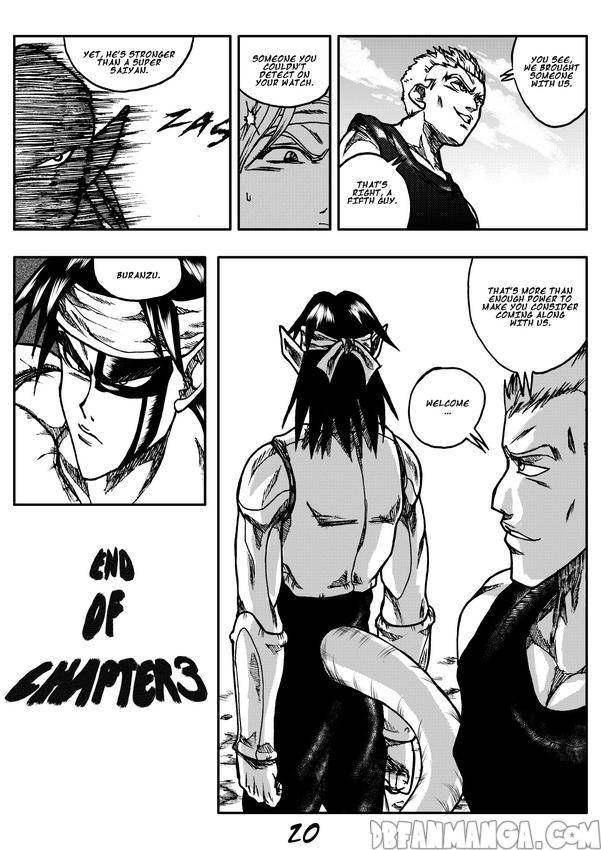 YET, HE'S STRONGER
THAN A SUPER
SAIYAN.
ZAS
SOMEONE YOU
COULDN'T
DETECT ON
YOUR WATCH.
YOU SEE,
WE BROUGHT
SOMEONE
WITH US.
THAT'S
RIGHT, A
FIFTH GUY.
BURANZU.
THAT'S MORE THAN
ENOUGH POWER TO
MAKE YOU CONSIDER
COMING ALONG
WITH US.
WELCOME
...
END
OF
CHAPTER 3
20
DBFANMANGA.COM